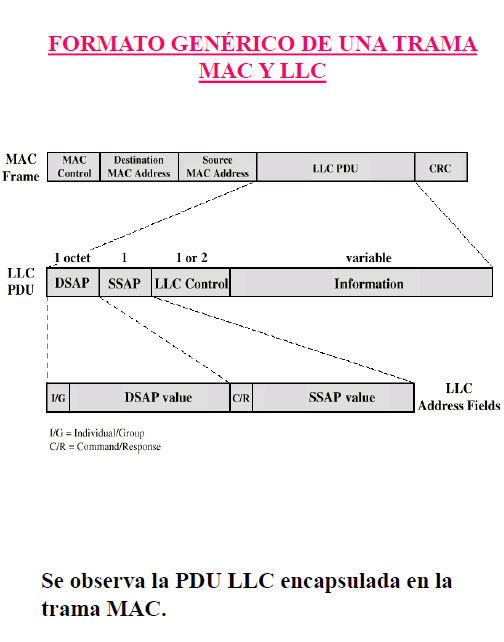 FORMATO GENÉRICO DE UNA TRAMA
MAC Y LLC
MAC
Frame
MAC
Control
Destination
MAC Address
Source
MAC Address
LLC PDU
CRC
1 octet
1
1 or 2
variable
LLC
PDU
DSAP
SSAP
LLC Control
Information
I/G
DSAP value
C/R
SSAP value
LLC
Address Fields
I/G = Individual/Group
C/R = Command/Response
Se observa la PDU LLC encapsulada en la
trama MAC.